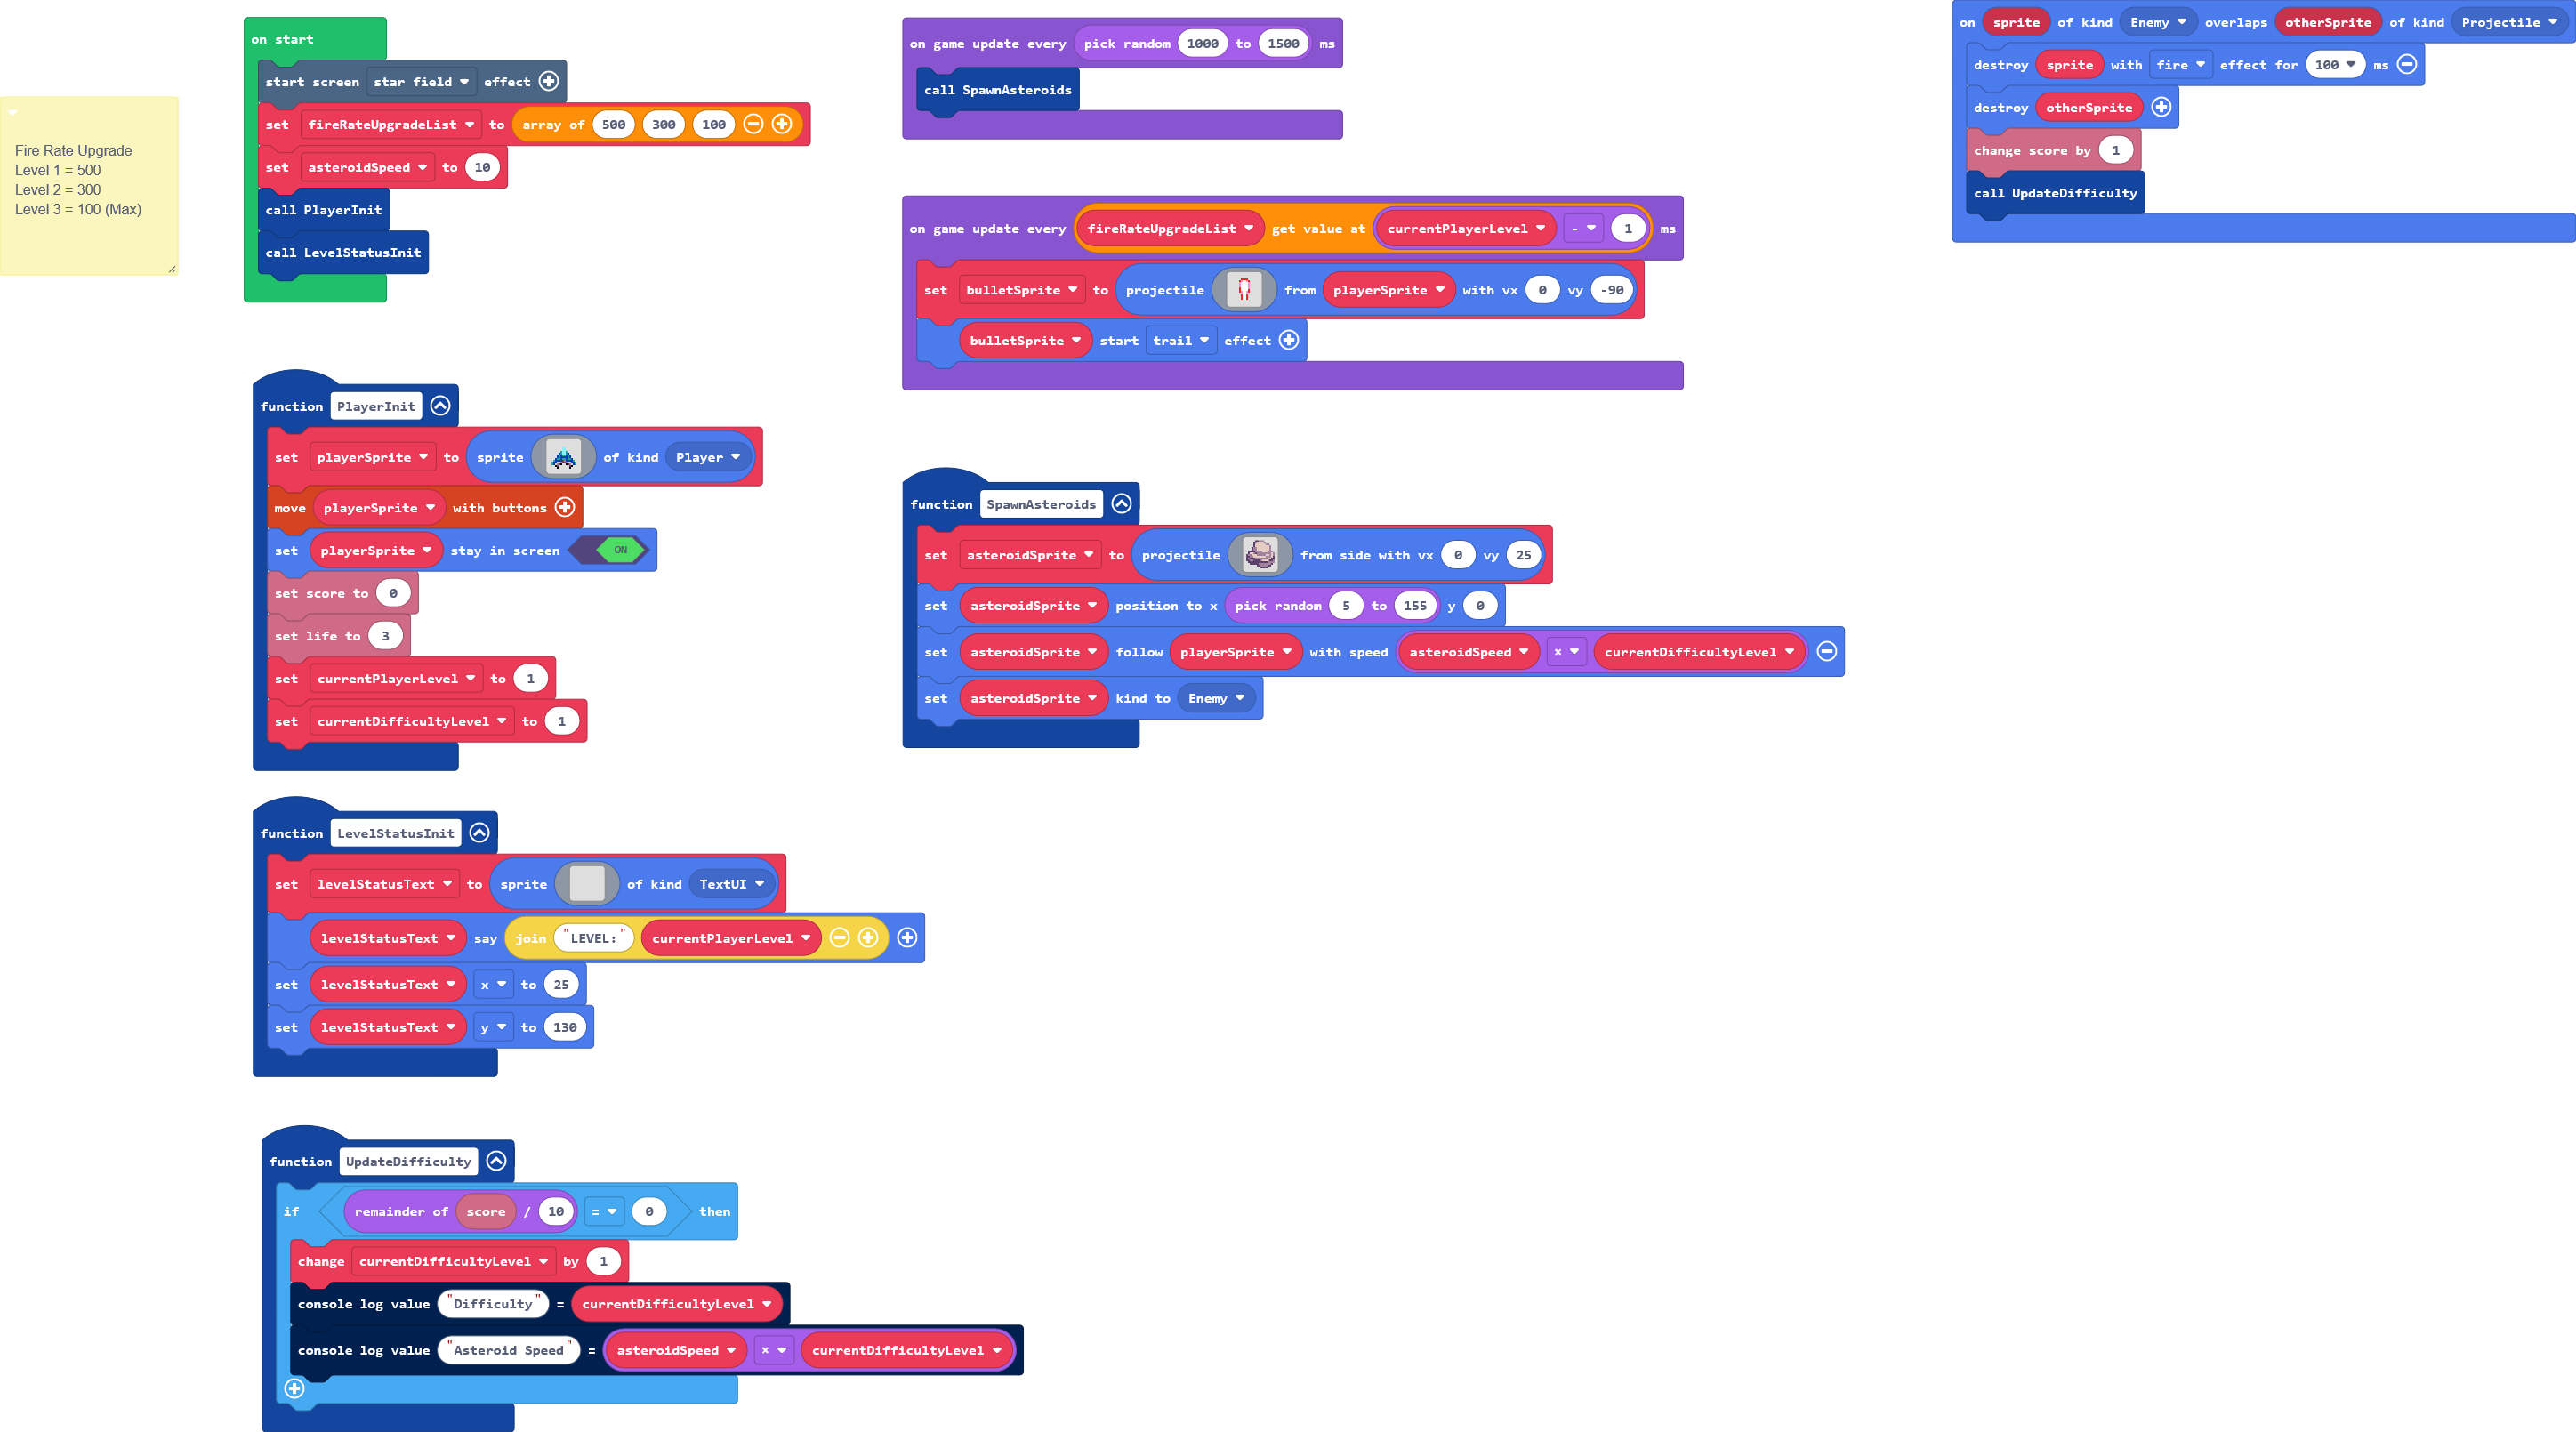 Fire Rate Upgrade
Level 1 = 500
Level 2 = 300
Level 3 = 100 (Max)
on start
start screen star field effect
set fireRateUpgradeList to array of 500 300 100
set asteroidSpeed to 10
call PlayerInit
call LevelStatusInit
function PlayerInit
set playerSprite to sprite of kind Player
move playerSprite with buttons
set playerSprite stay in screen ON
set score to 0
set life to 3
set currentPlayerLevel to 1
set currentDifficultyLevel to 1
function LevelStatusInit
set levelStatusText to sprite of kind TextUI
levelStatusText say join "LEVEL:" currentPlayerLevel
set levelStatusText x to 25
set levelStatusText y to 130
function UpdateDifficulty
if remainder of score / 10 = 0 then
change currentDifficultyLevel by 1
console log value "Difficulty" = currentDifficultyLevel
console log value "Asteroid Speed" = asteroidSpeed × currentDifficultyLevel
on game update every pick random 1000 to 1500 ms
call SpawnAsteroids
on game update every fireRateUpgradeList get value at currentPlayerLevel - 1 ms
set bulletSprite to projectile from playerSprite with vx 0 vy -90
bulletSprite start trail effect
function SpawnAsteroids
set asteroidSprite to projectile from side with vx 0 vy 25
set asteroidSprite position to x pick random 5 to 155 y 0
set asteroidSprite follow playerSprite with speed asteroidSpeed × currentDifficultyLevel
set asteroidSprite kind to Enemy
on sprite of kind Enemy overlaps otherSprite of kind Projectile
destroy sprite with fire effect for 100 ms
destroy otherSprite
change score by 1
call UpdateDifficulty